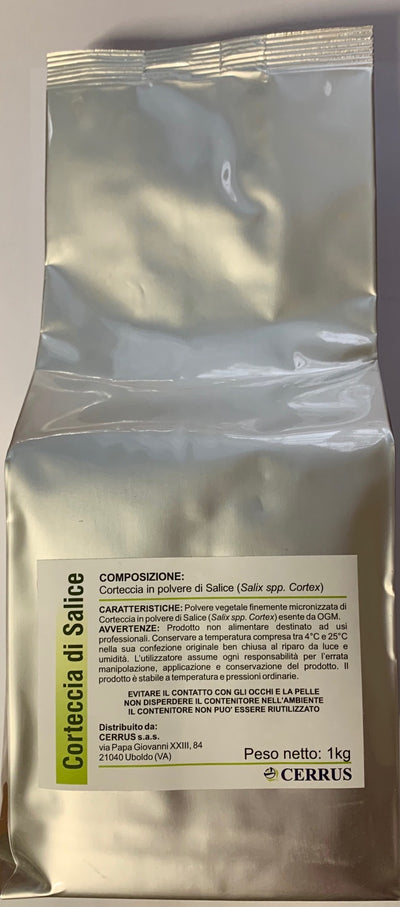 Corteccia di Salice
COMPOSIZIONE:
Corteccia in polvere di Salice (Salix spp. Cortex)
CARATTERISTICHE: Polvere vegetale finemente micronizzata di
Corteccia in polvere di Salice (Salix spp. Cortex) esente da OGM.
AVVERTENZE: Prodotto non alimentare destinato ad usi
professionali. Conservare a temperatura compresa tra 4°C e 25°C
nella sua confezione originale ben chiusa al riparo da luce e
umidità. L'utilizzatore assume ogni responsabilità per l'errata
manipolazione, applicazione e conservazione del prodotto. Il
prodotto è stabile a temperatura e pressioni ordinarie.
EVITARE IL CONTATTO CON GLI OCCHI E LA PELLE
NON DISPERDERE IL CONTENITORE NELL'AMBIENTE
IL CONTENITORE NON PUO' ESSERE RIUTILIZZATO
Distribuito da:
CERRUS s.a.s.
via Papa Giovanni XXIII, 84
21040 Uboldo (VA)
Peso netto: 1kg
CERRUS